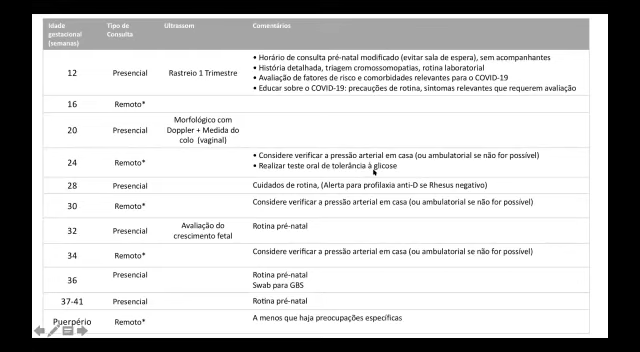 Idade gestacional (semanas) Tipo de Consulta Ultrassom Comentários
12 Presencial Rastreio 1 Trimestre • Horário de consulta pré-natal modificado (evitar sala de espera), sem acompanhantes
• História detalhada, triagem cromossomopatias, rotina laboratorial
• Avaliação de fatores de risco e comorbidades relevantes para o COVID-19
• Educar sobre o COVID-19: precauções de rotina, sintomas relevantes que requerem avaliação
16 Remoto*
20 Presencial Morfológico com Doppler + Medida do colo (vaginal)
24 Remoto* • Considere verificar a pressão arterial em casa (ou ambulatorial se não for possível)
• Realizar teste oral de tolerância à glicose
28 Presencial Cuidados de rotina, (Alerta para profilaxia anti-D se Rhesus negativo)
30 Remoto* Considere verificar a pressão arterial em casa (ou ambulatorial se não for possível)
32 Presencial Avaliação do crescimento fetal Rotina pré-natal
34 Remoto* Considere verificar a pressão arterial em casa (ou ambulatorial se não for possível)
36 Presencial Rotina pré-natal
Swab para GBS
37-41 Presencial Rotina pré-natal
Puerpério Remoto* A menos que haja preocupações específicas